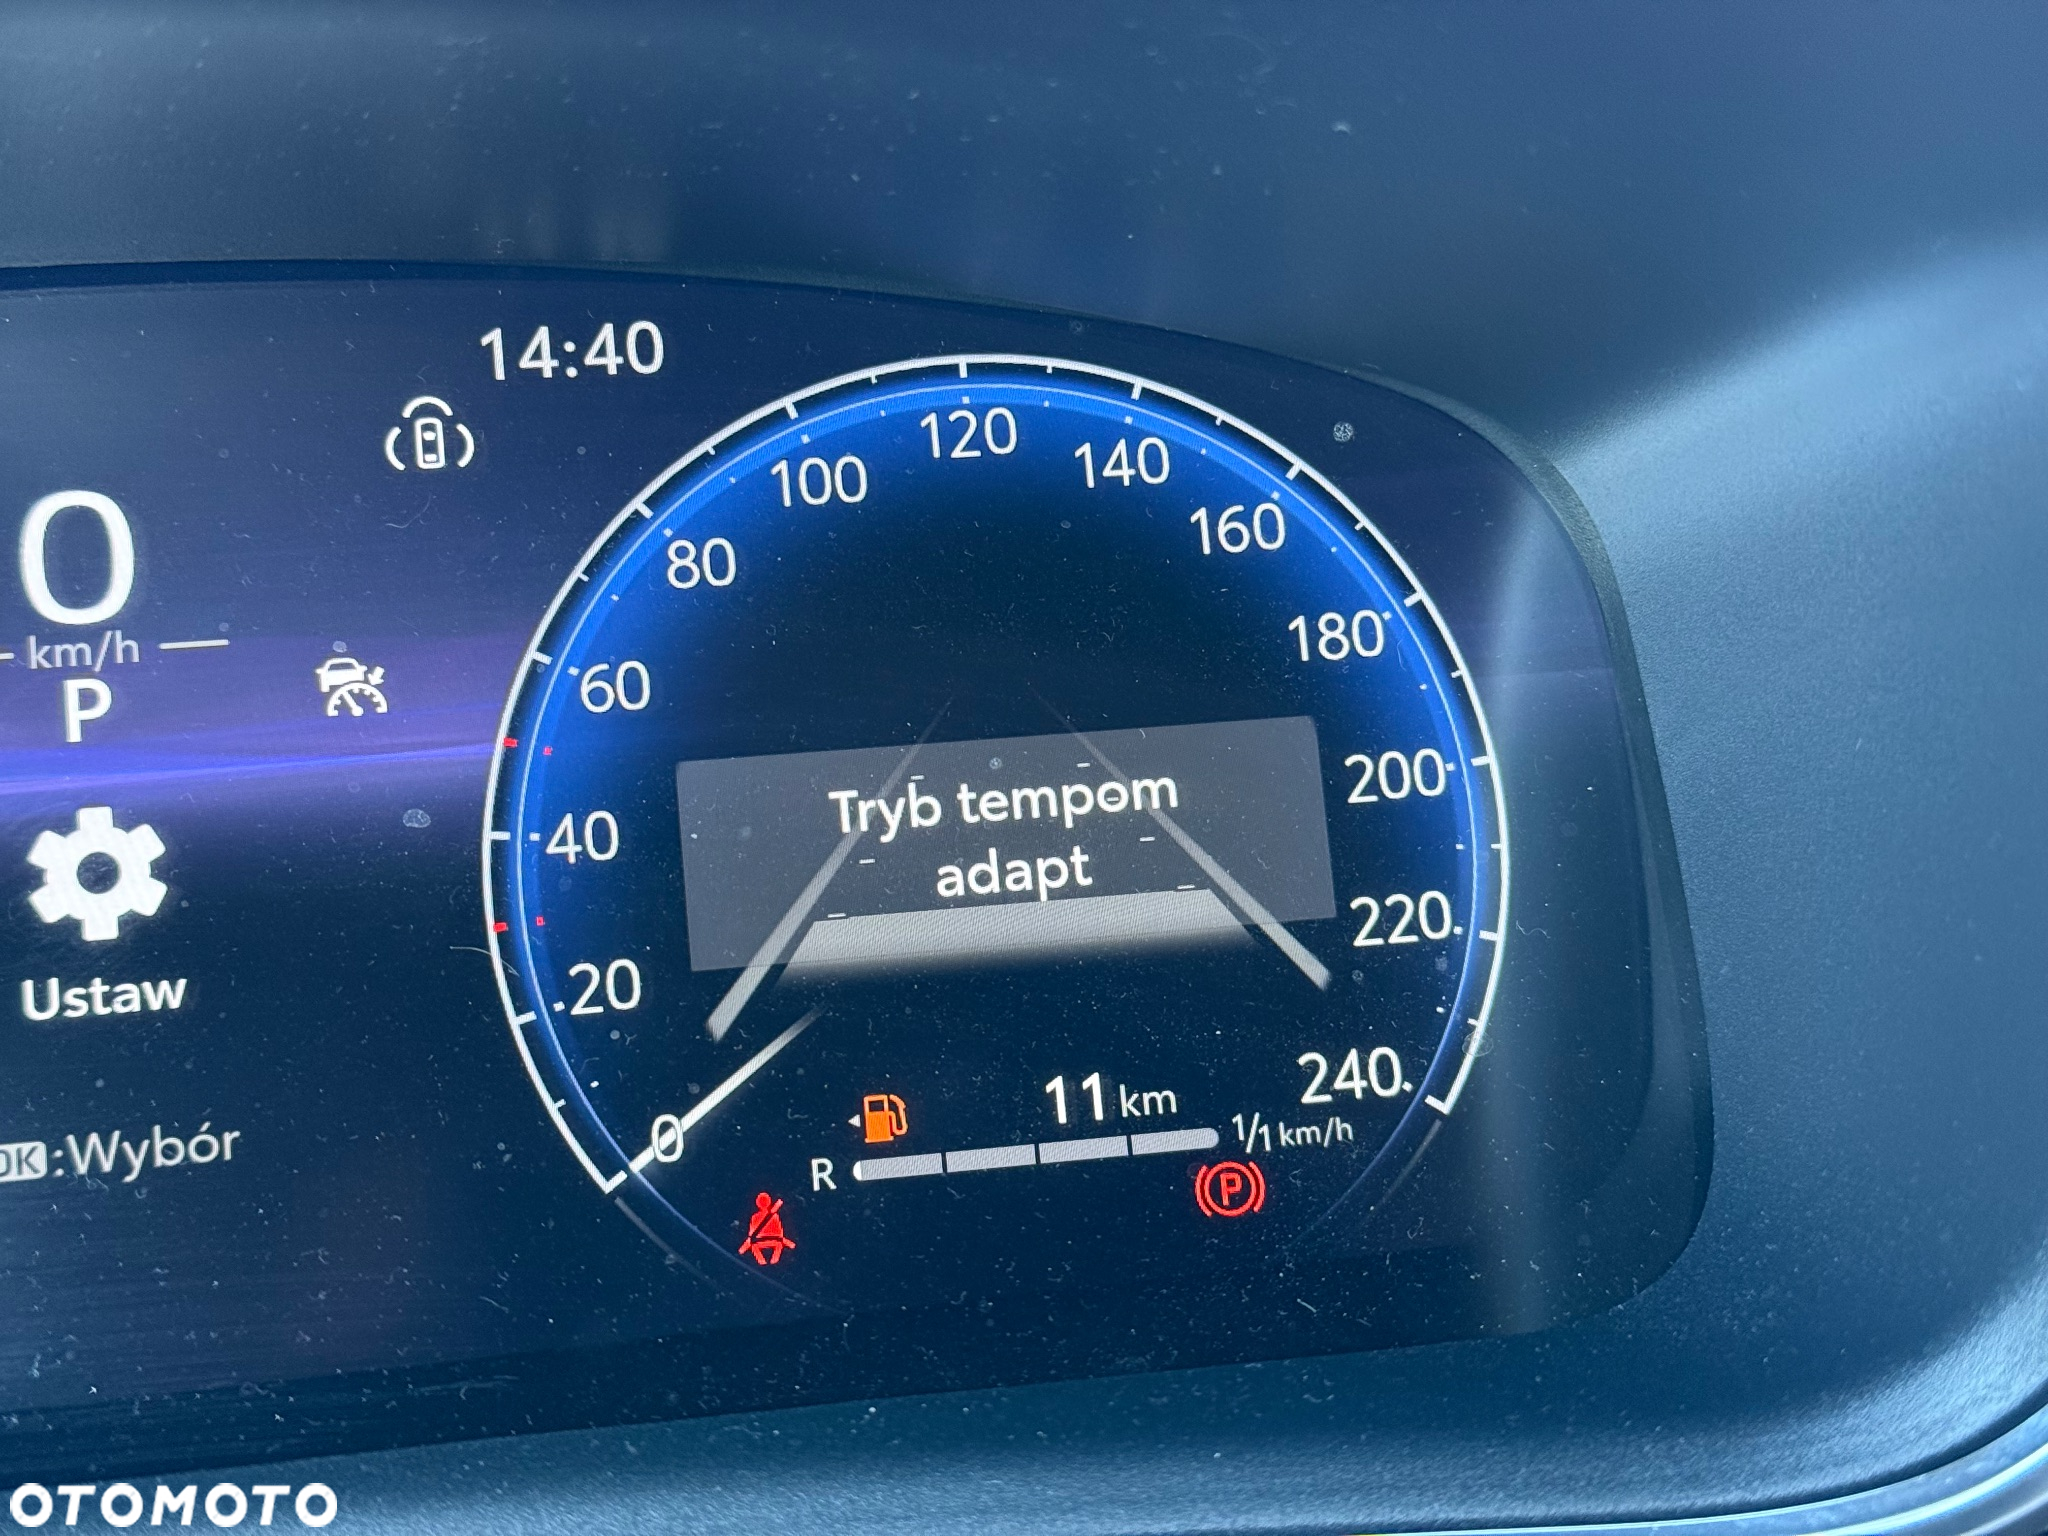 14:40
0
km/h
P
Ustaw
OK:Wybór
0
20
40
60
80
100
120
140
160
180
200
220
240
Tryb tempom
adapt
11 km
R
1/1 km/h
P
OTOMOTO